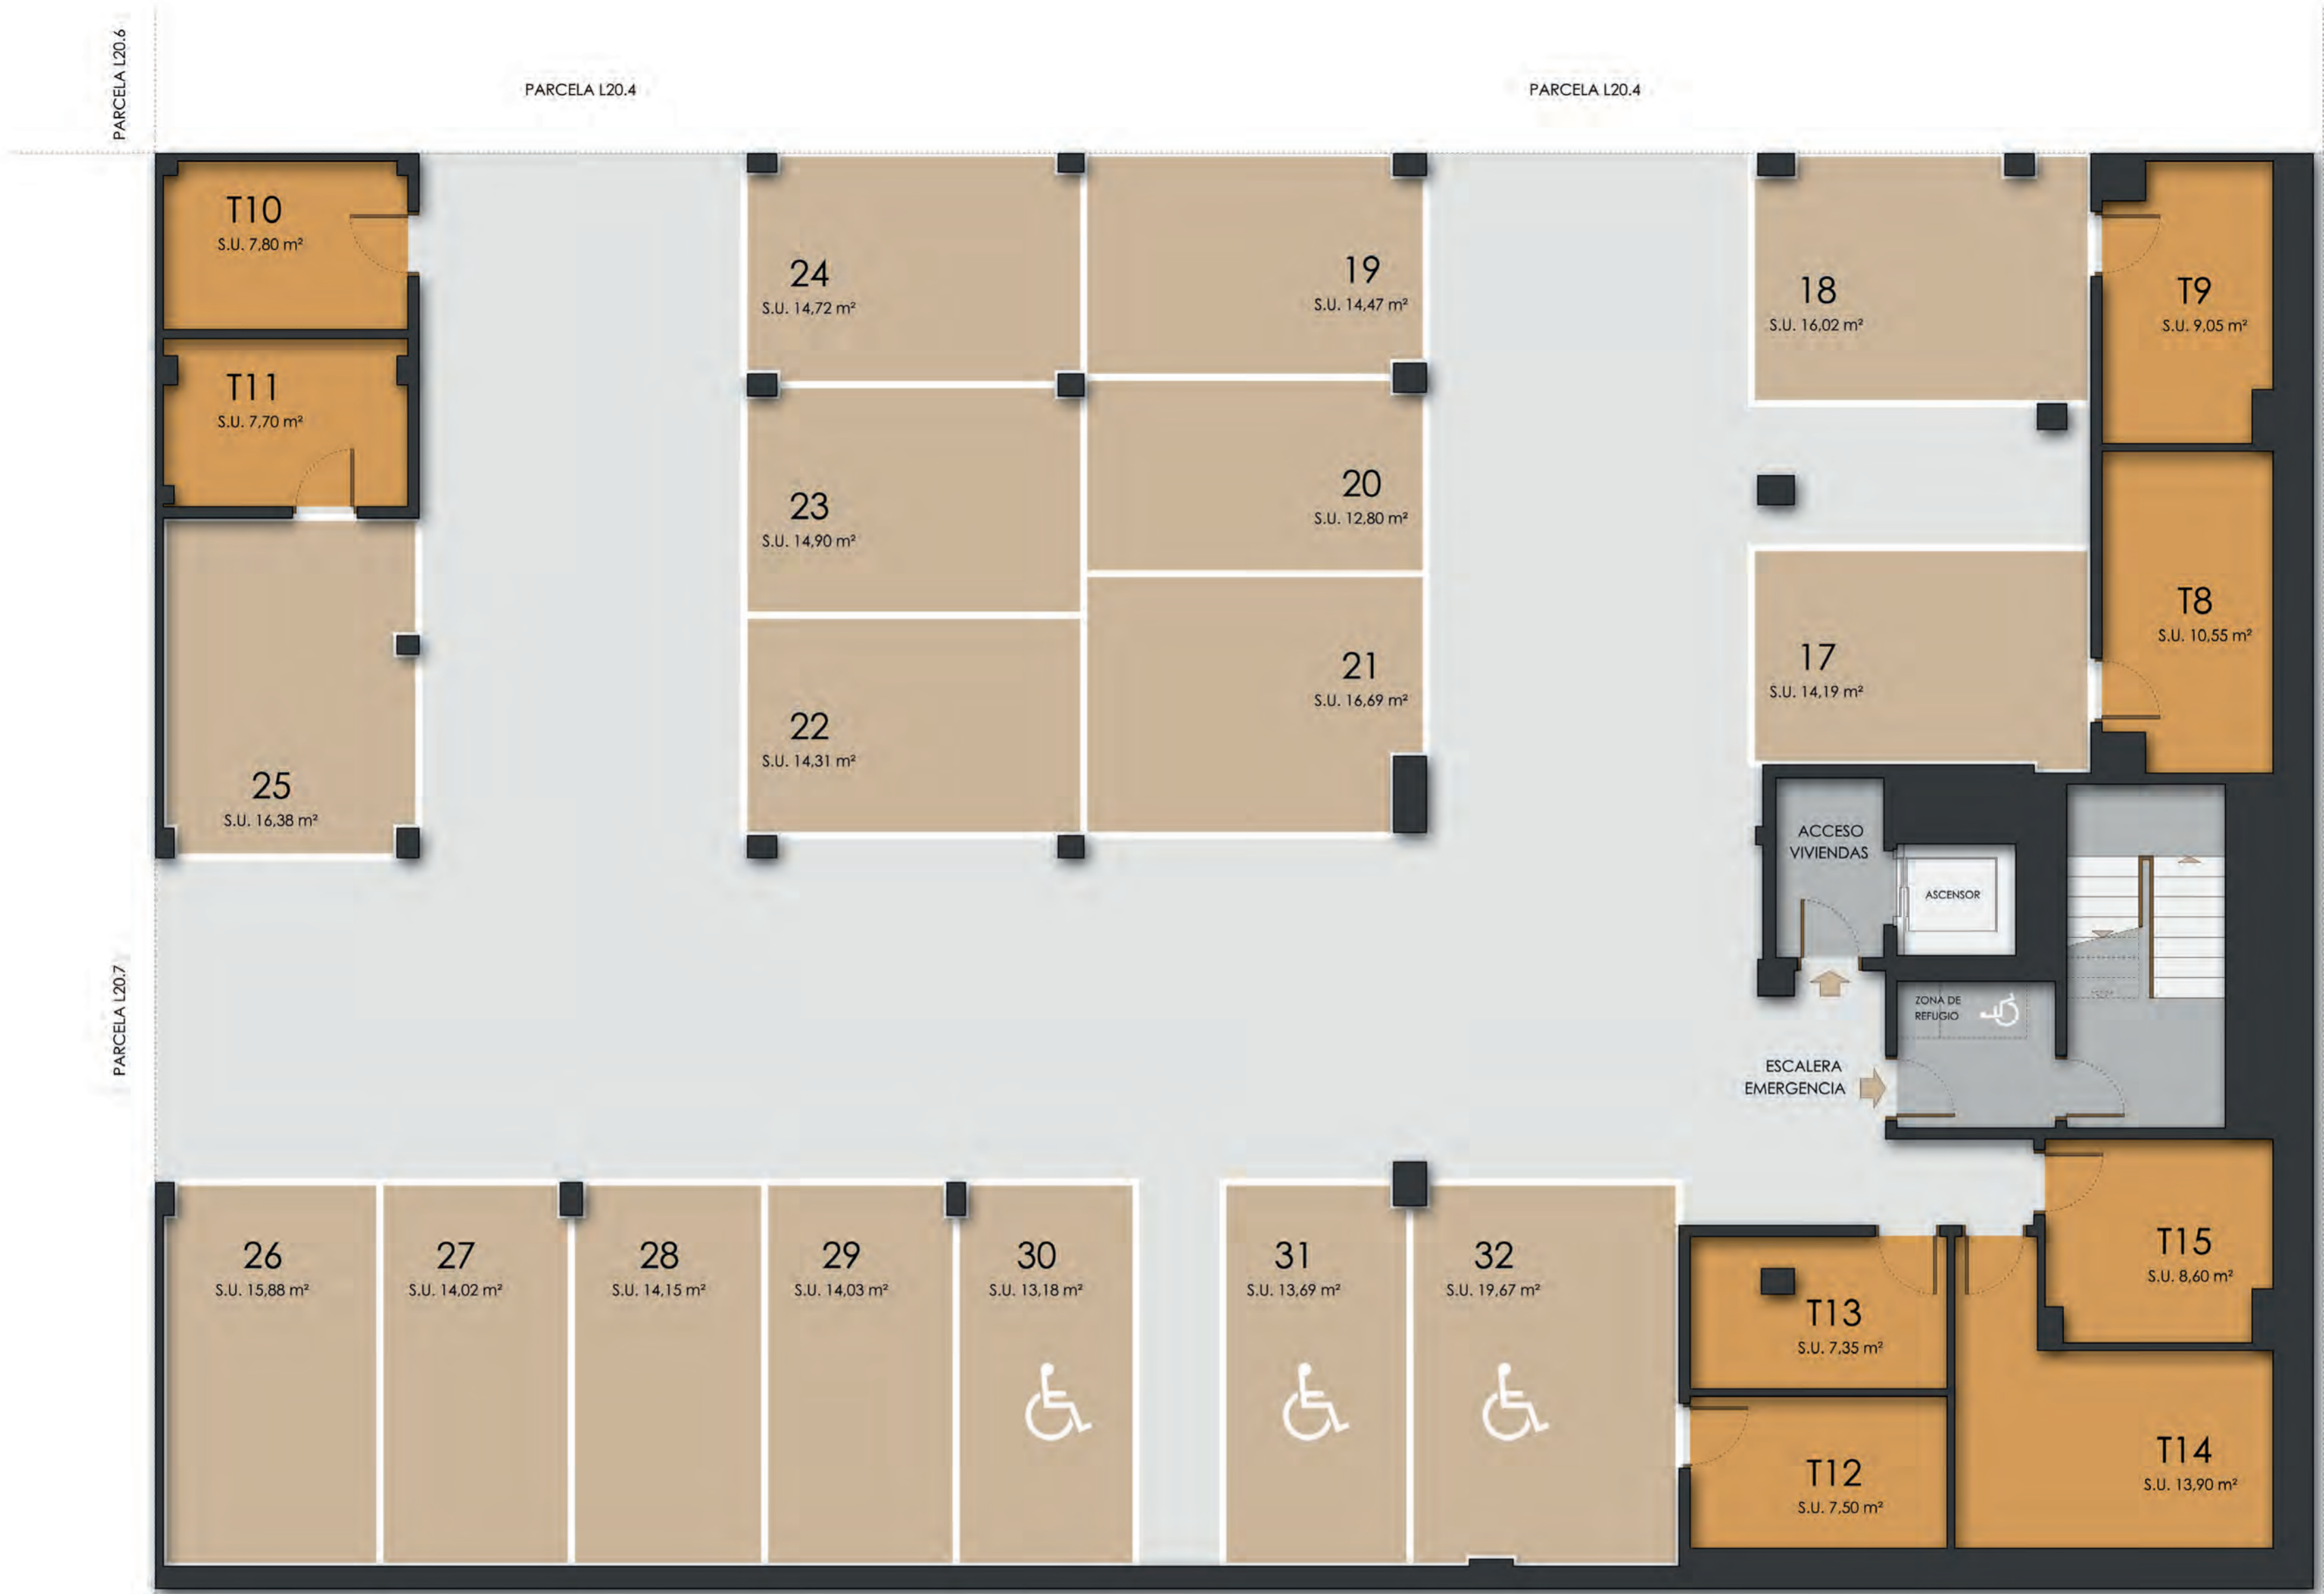 PARCELA L20.6
PARCELA L20.4
PARCELA L20.4
T10
S.U. 7,80 m²
T11
S.U. 7,70 m²
25
S.U. 16,38 m²
24
S.U. 14,72 m²
19
S.U. 14,47 m²
23
S.U. 14,90 m²
20
S.U. 12,80 m²
22
S.U. 14,31 m²
21
S.U. 16,69 m²
18
S.U. 16,02 m²
T9
S.U. 9,05 m²
17
S.U. 14,19 m²
T8
S.U. 10,55 m²
ACCESO
VIVIENDAS
ASCENSOR
ZONA DE
REFUGIO
ESCALERA
EMERGENCIA
PARCELA L20.7
26
S.U. 15,88 m²
27
S.U. 14,02 m²
28
S.U. 14,15 m²
29
S.U. 14,03 m²
30
S.U. 13,18 m²
31
S.U. 13,69 m²
32
S.U. 19,67 m²
T13
S.U. 7,35 m²
T12
S.U. 7,50 m²
T15
S.U. 8,60 m²
T14
S.U. 13,90 m²